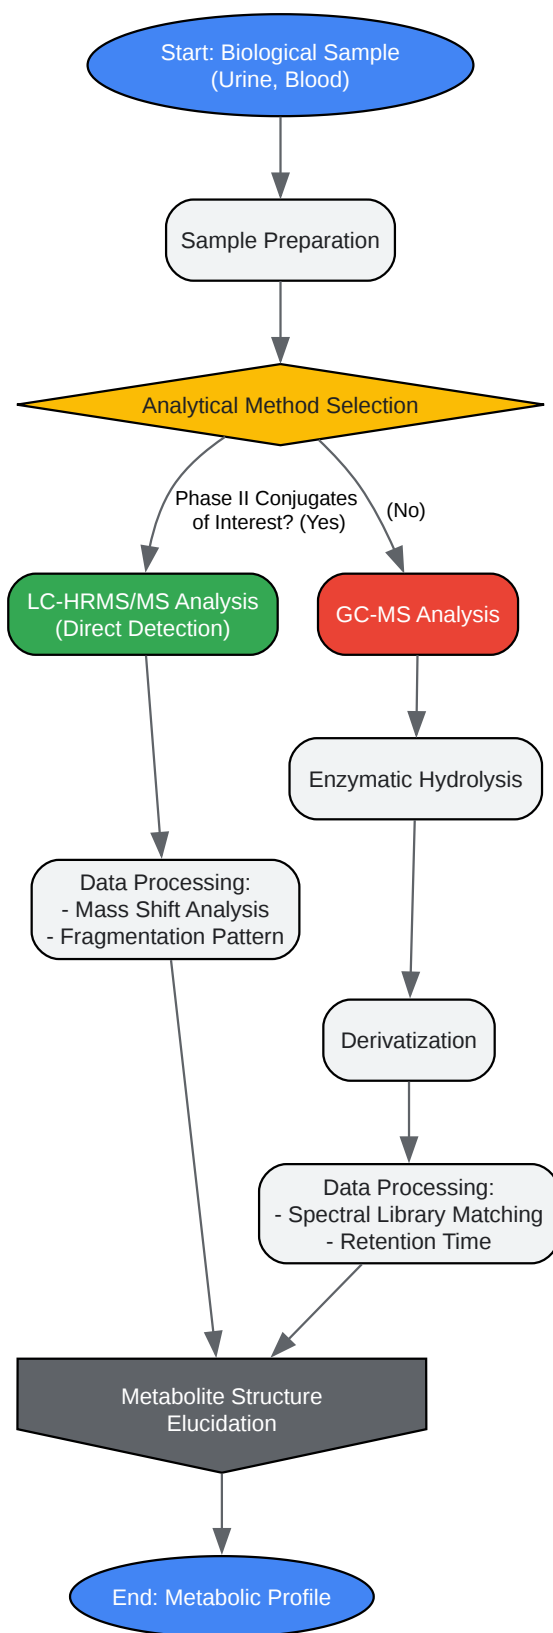 Start: Biological Sample
(Urine, Blood)
Sample Preparation
Analytical Method Selection
Phase II Conjugates
of Interest? (Yes)
(No)
LC-HRMS/MS Analysis
(Direct Detection)
GC-MS Analysis
Enzymatic Hydrolysis
Data Processing:
- Mass Shift Analysis
- Fragmentation Pattern
Derivatization
Data Processing:
- Spectral Library Matching
- Retention Time
Metabolite Structure
Elucidation
End: Metabolic Profile